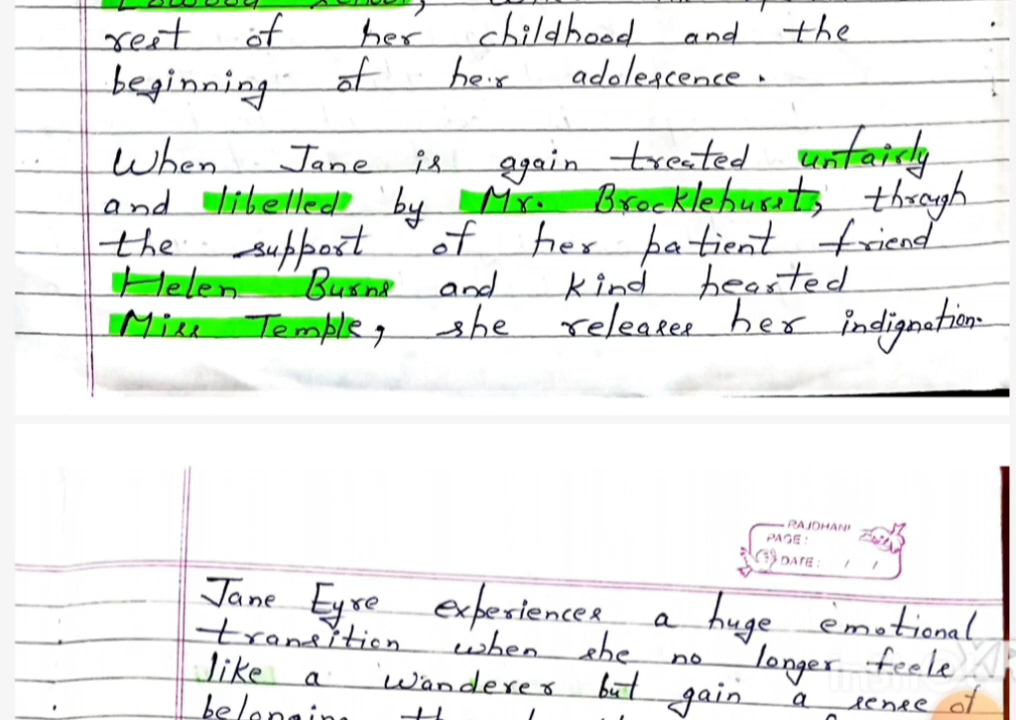 Lowood School,
rest of her childhood and the
beginning of her adolescence.
When Jane is again treated unfairly
and libelled by Mr. Brocklehurst, through
the support of her patient friend
Helen Burns and kind hearted
Miss Temple, she releases her indignation.
RAJDHANI
PAGE:
DATE: / /
Jane Eyre experiences a huge emotional
transition when she no longer feels
like a wanderer but gain a sense of
belonging